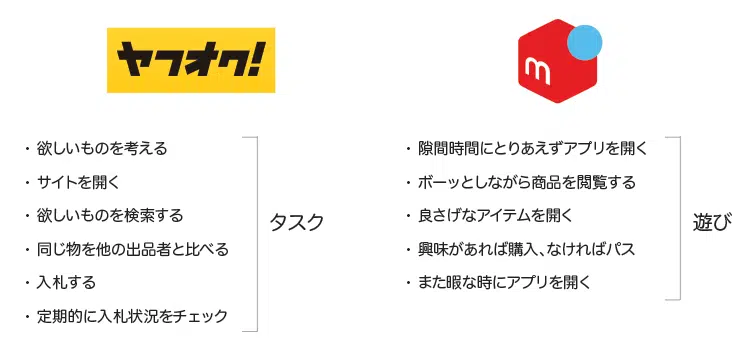 ヤフオク!
・ 欲しいものを考える
・ サイトを開く
・ 欲しいものを検索する
・ 同じ物を他の出品者と比べる
・ 入札する
・ 定期的に入札状況をチェック
タスク
m
・ 隙間時間にとりあえずアプリを開く
・ ボーッとしながら商品を閲覧する
・ 良さげなアイテムを開く
・ 興味があれば購入、なければパス
・ また暇な時にアプリを開く
遊び